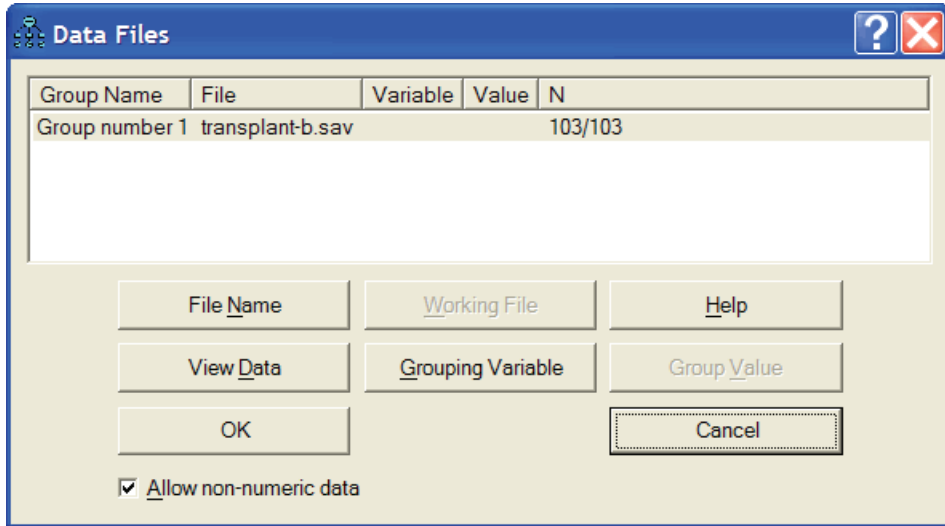 Data Files
Group Name File Variable Value N
Group number 1 transplant-b.sav 103/103
File Name Working File Help
View Data Grouping Variable Group Value
OK Cancel
Allow non-numeric data